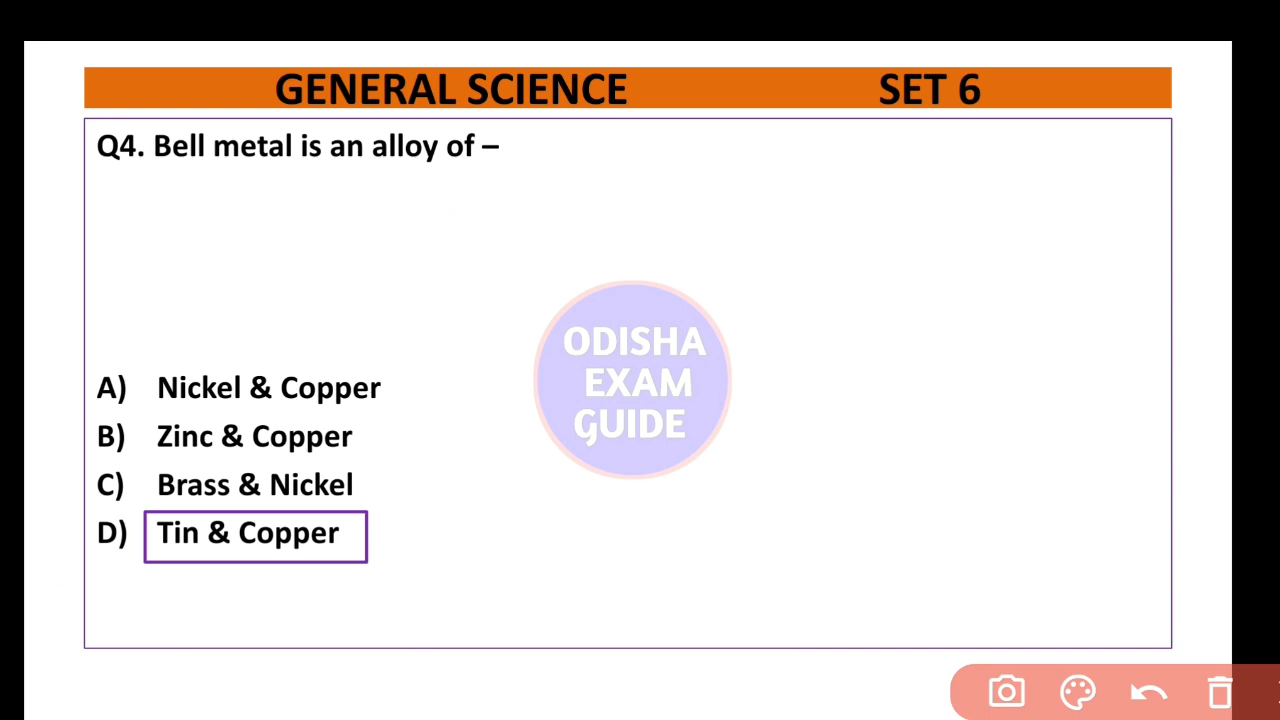 GENERAL SCIENCE SET 6
Q4. Bell metal is an alloy of –
ODISHA
EXAM
GUIDE
A) Nickel & Copper
B) Zinc & Copper
C) Brass & Nickel
D) Tin & Copper